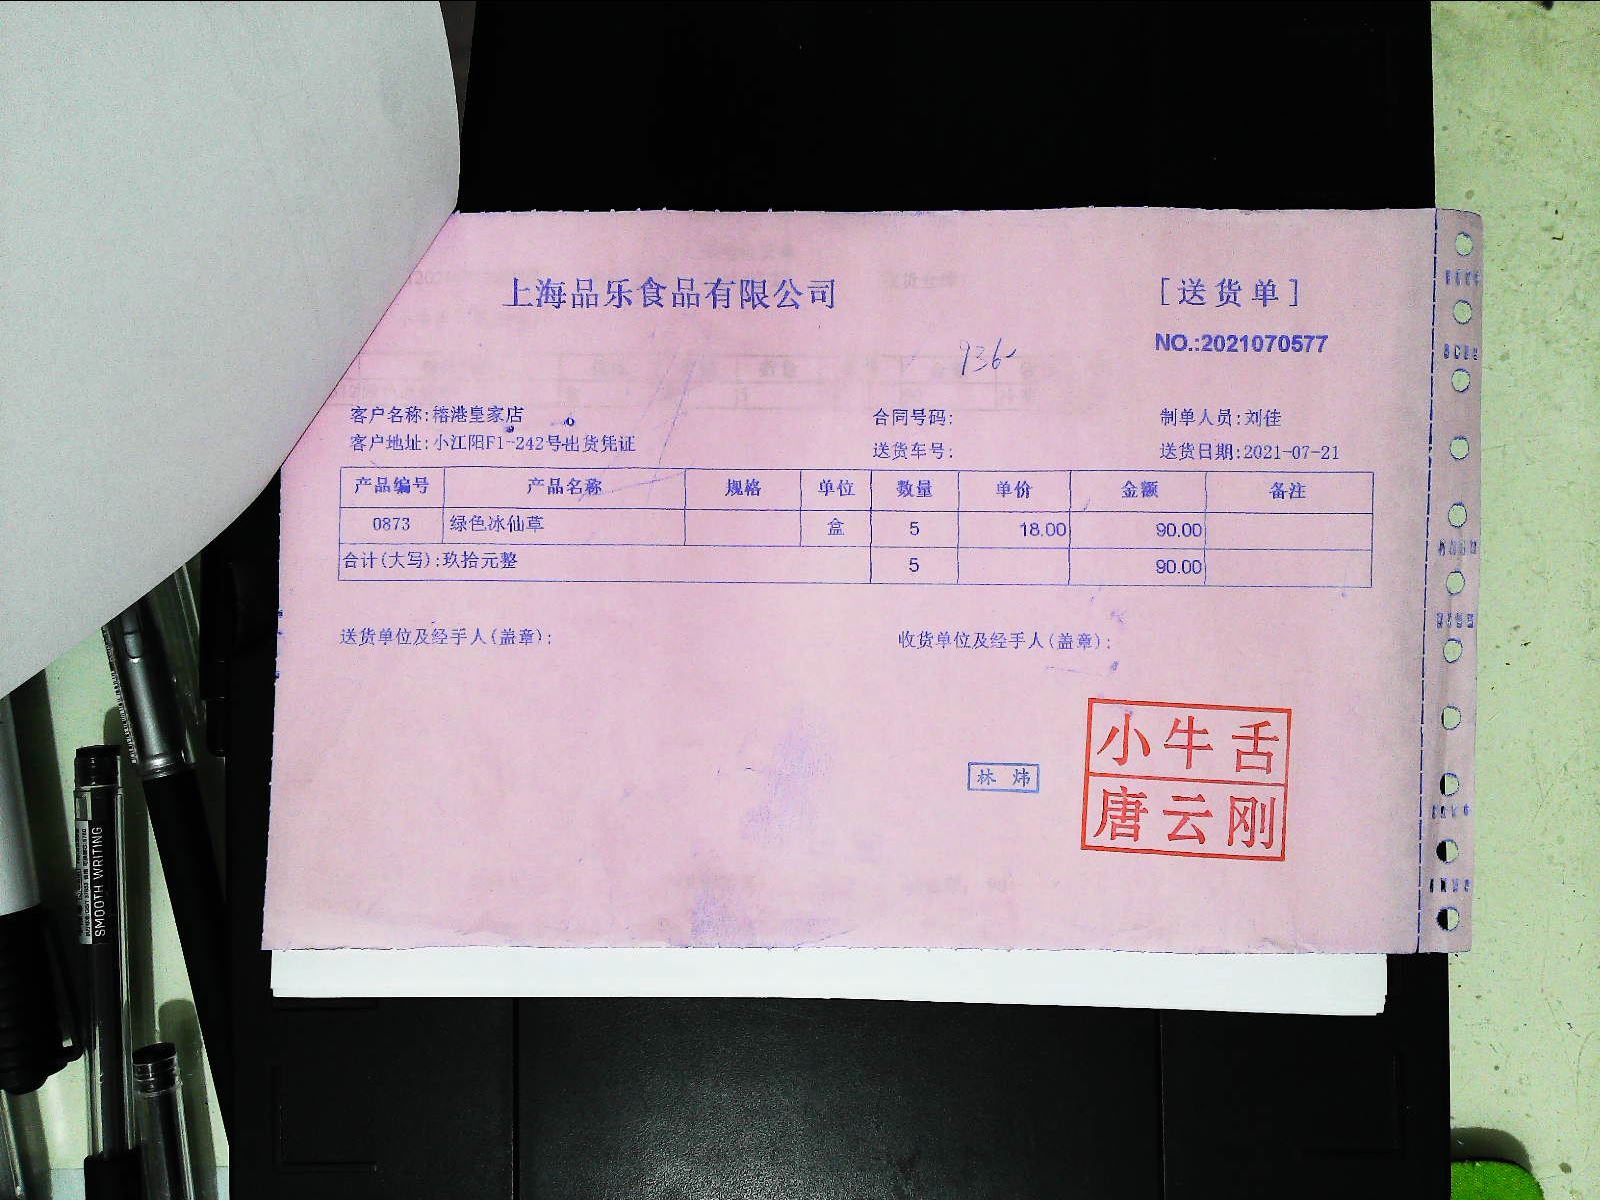 上海品乐食品有限公司
[送货单]
NO.:2021070577
936-
客户名称:榕港皇家店
合同号码:
制单人员:刘佳
客户地址:小江阳F1-242号出货凭证
送货车号:
送货日期:2021-07-21
产品编号 产品名称 规格 单位 数量 单价 金额 备注
0873 绿色冰仙草 盒 5 18.00 90.00
合计(大写):玖拾元整 5 90.00
送货单位及经手人(盖章):
收货单位及经手人(盖章):
小牛舌
林炜
唐云刚
SMOOTH WRITING